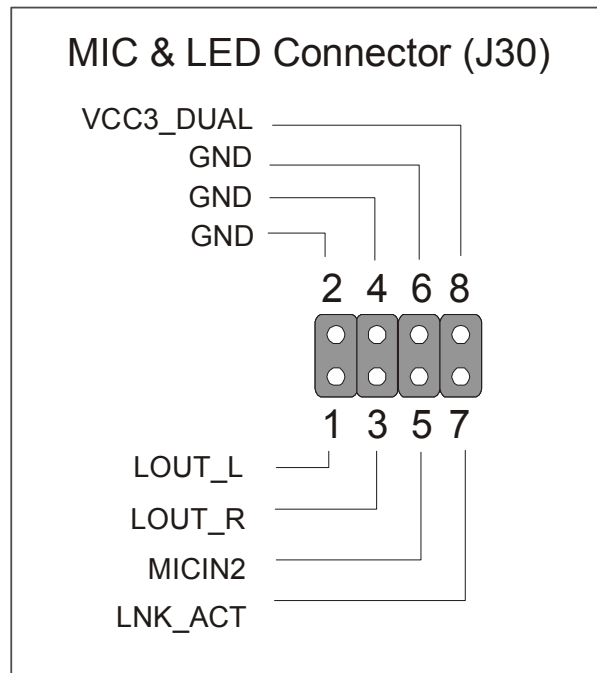 MIC & LED Connector (J30)
VCC3_DUAL
GND
GND
GND
2 4 6 8
1 3 5 7
LOUT_L
LOUT_R
MICIN2
LNK_ACT